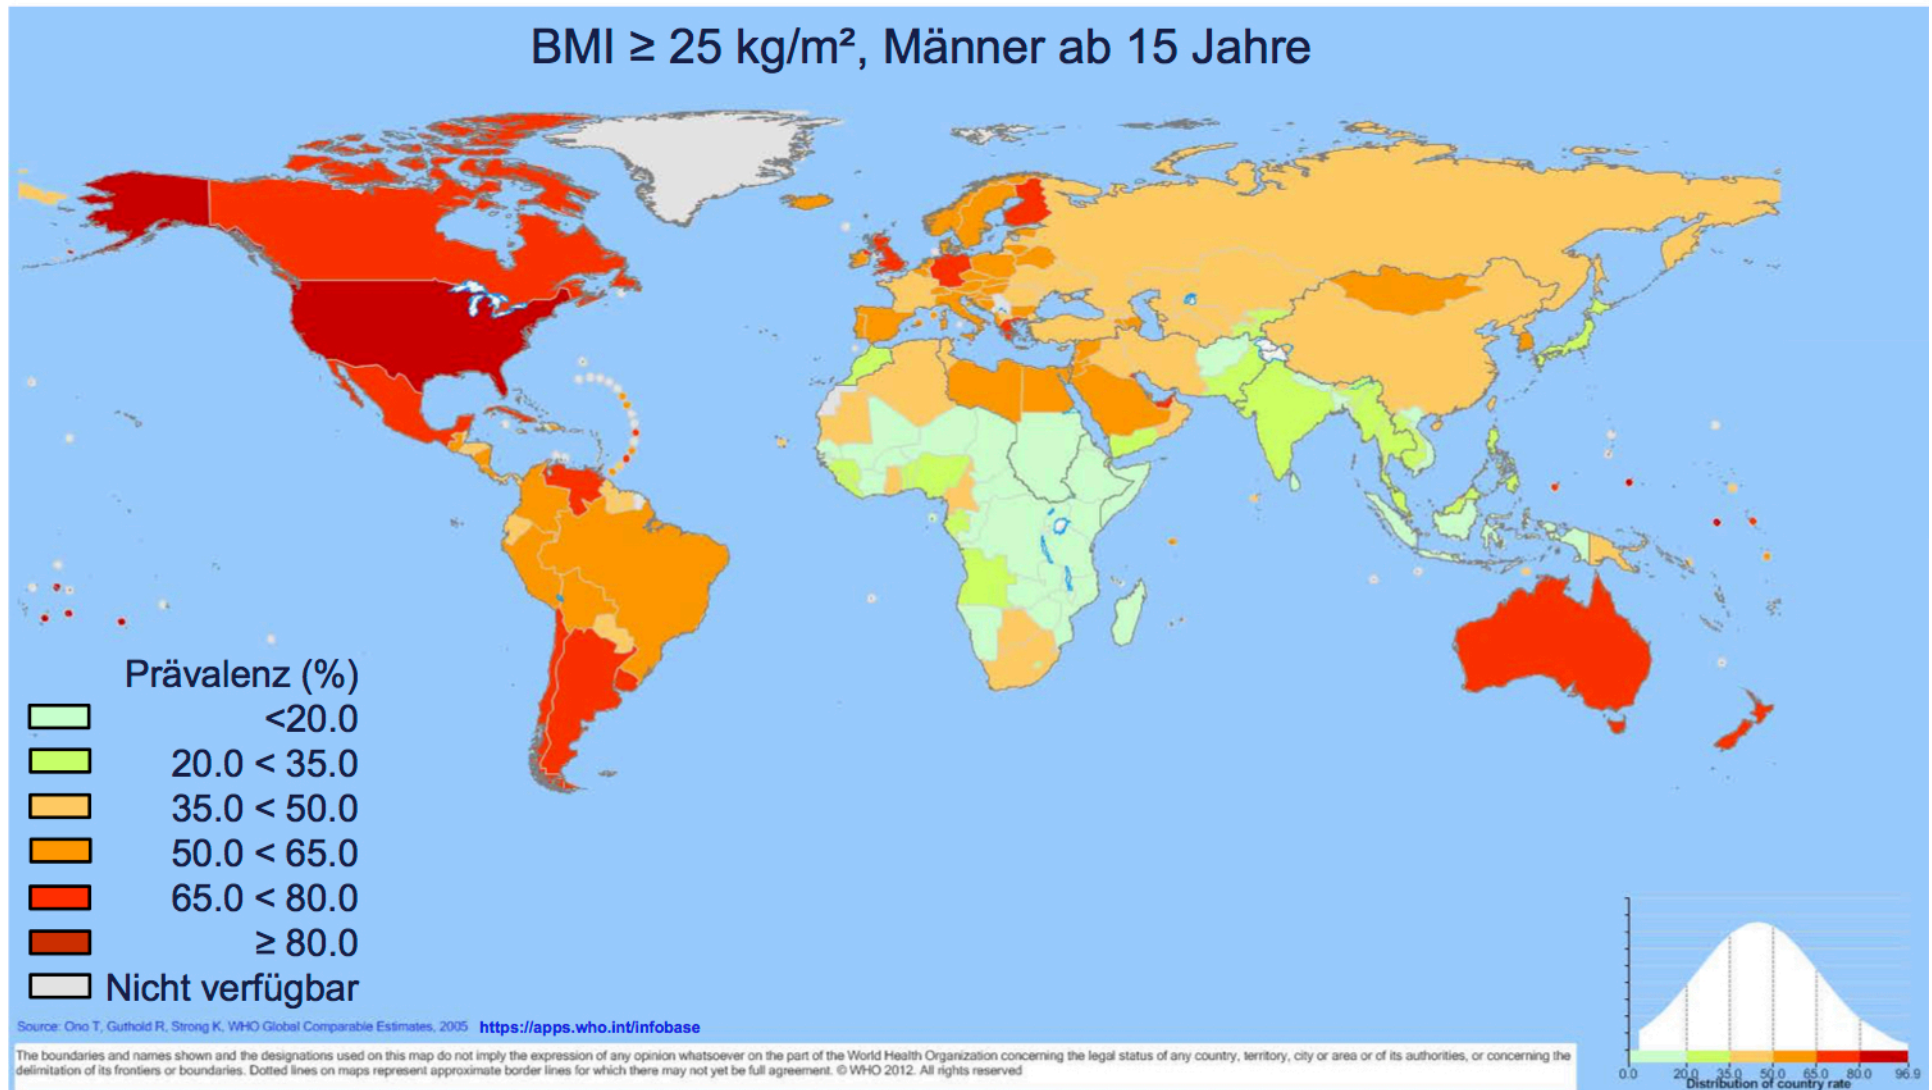 BMI ≥ 25 kg/m², Männer ab 15 Jahre
Prävalenz (%)
<20.0
20.0 < 35.0
35.0 < 50.0
50.0 < 65.0
65.0 < 80.0
≥ 80.0
Nicht verfügbar
Source: Ono T, Guthold R, Strong K, WHO Global Comparable Estimates, 2005 https://apps.who.int/infobase
The boundaries and names shown and the designations used on this map do not imply the expression of any opinion whatsoever on the part of the World Health Organization concerning the legal status of any country, territory, city or area or of its authorities, or concerning the
delimitation of its frontiers or boundaries. Dotted lines on maps represent approximate border lines for which there may not yet be full agreement. © WHO 2012. All rights reserved
0.0 20.0 35.0 50.0 65.0 80.0 96.9
Distribution of country rate